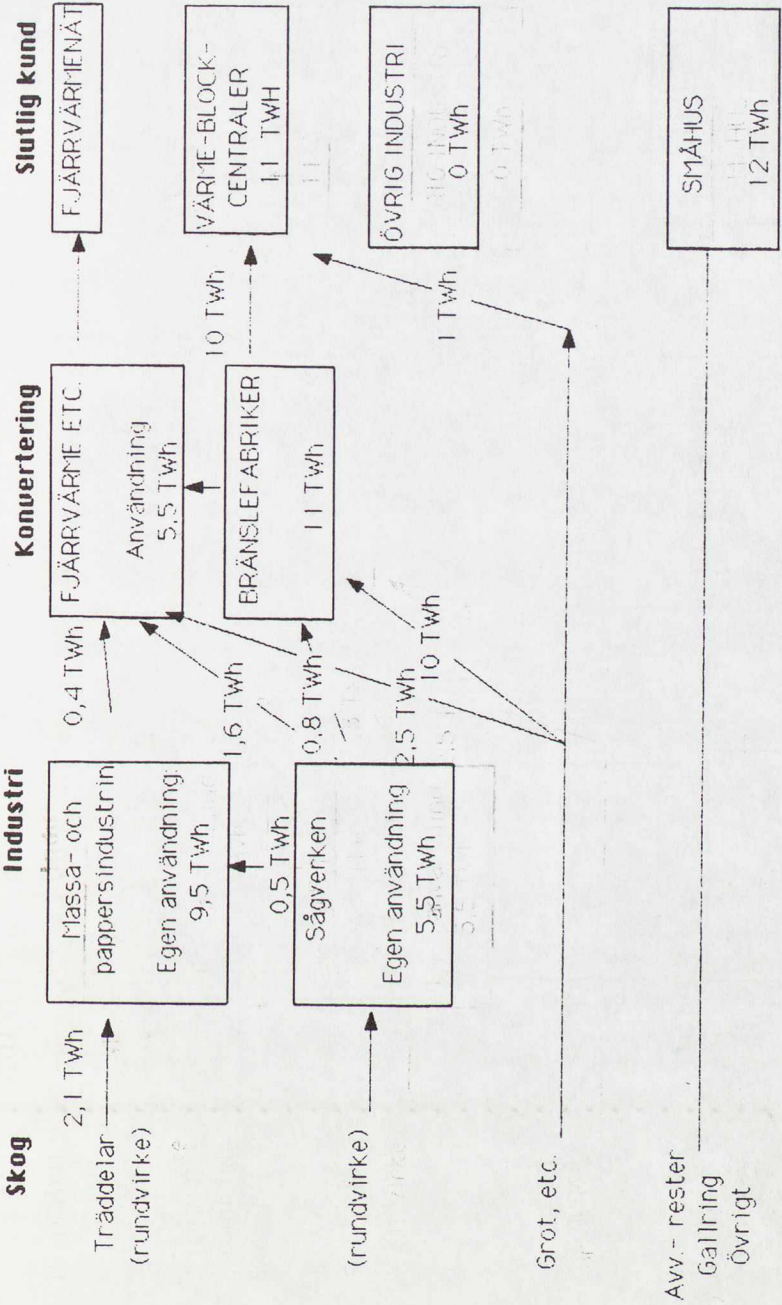 Skog
Industri
Konvertering
Slutlig kund
Träddelar
(rundvirke)
2,1 TWh
Massa- och
pappersindustrin
Egen användning:
9,5 TWh
0,4 TWh
FJÄRRVÄRME ETC.
Användning
5,5 TWh
FJÄRRVÄRMENÄT
1,6 TWh
0,5 TWh
0,8 TWh
(rundvirke)
Sågverken
Egen användning
5,5 TWh
BRÄNSLEFABRIKER
11 TWh
10 TWh
VÄRME-BLOCK-
CENTRALER
11 TWH
2,5 TWh
10 TWh
ÖVRIG INDUSTRI
0 TWh
1 TWh
Grot, etc.
Avv.- rester
Gallring
Övrigt
SMÅHUS
12 TWh